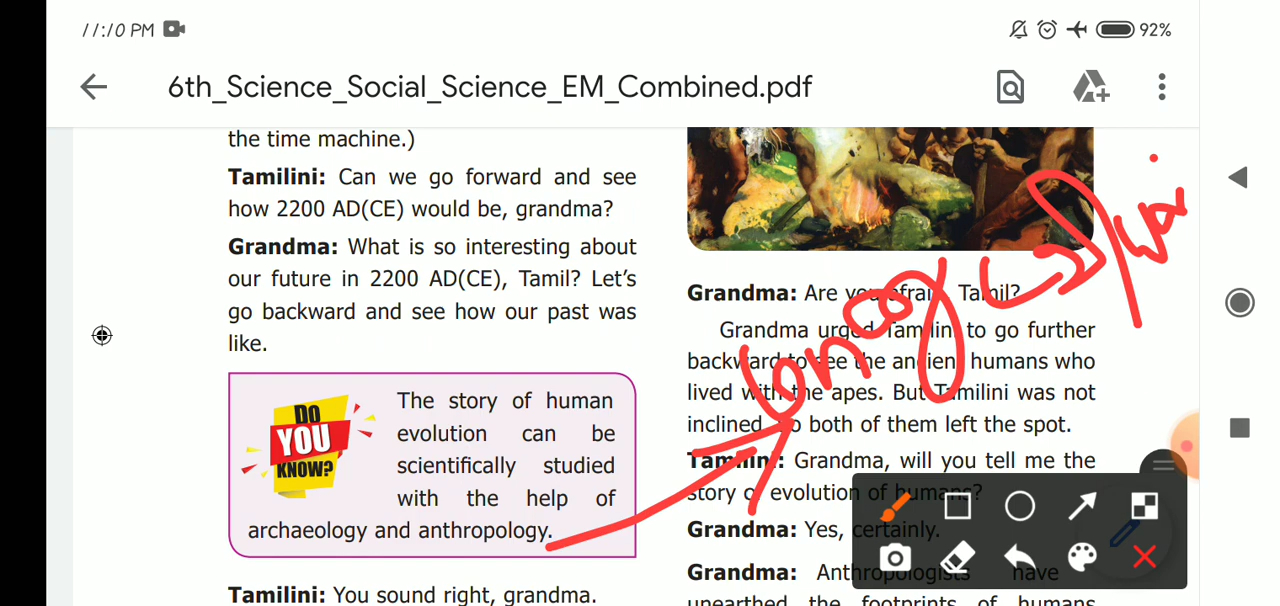 11:10 PM
92%
6th_Science_Social_Science_EM_Combined.pdf
the time machine.)
Tamilini: Can we go forward and see
how 2200 AD(CE) would be, grandma?
Grandma: What is so interesting about
our future in 2200 AD(CE), Tamil? Let's
go backward and see how our past was
like.
DO
YOU
KNOW?
The story of human
evolution can be
scientifically studied
with the help of
archaeology and anthropology.
Tamilini: You sound right, grandma.
Grandma: Are you afraid, Tamil?
Grandma urged Tamilini to go further
backward to see the ancient humans who
lived with the apes. But Tamilini was not
inclined. So both of them left the spot.
Tamilini: Grandma, will you tell me the
story of evolution of humans?
Grandma: Yes, certainly.
Grandma: Anthropologists have
unearthed the footprints of humans